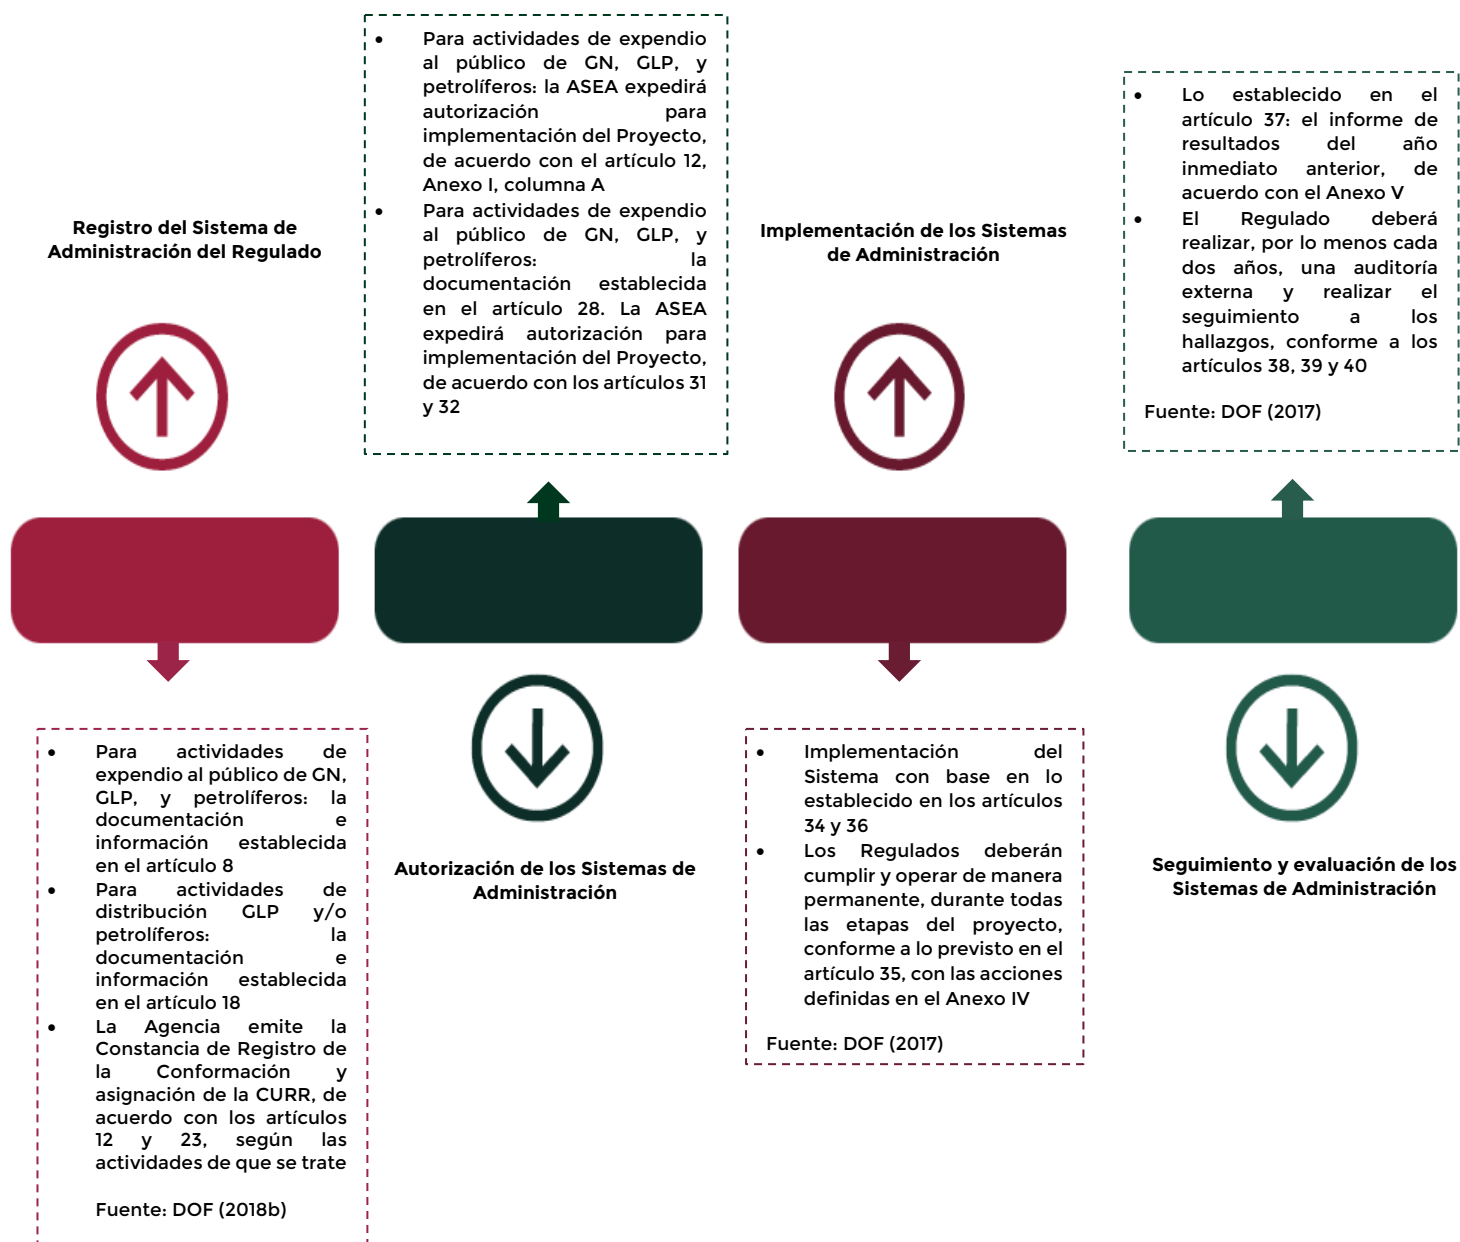 Registro del Sistema de
Administración del Regulado
• Para actividades de
expendio al público de GN,
GLP, y petrolíferos: la
documentación e
información establecida
en el artículo 8
• Para actividades de
distribución GLP y/o
petrolíferos: la
documentación e
información establecida
en el artículo 18
• La Agencia emite la
Constancia de Registro de
la Conformación y
asignación de la CURR, de
acuerdo con los artículos
12 y 23, según las
actividades de que se trate
Fuente: DOF (2018b)
• Para actividades de expendio
al público de GN, GLP, y
petrolíferos: la ASEA expedirá
autorización para
implementación del Proyecto,
de acuerdo con el artículo 12,
Anexo I, columna A
• Para actividades de expendio
al público de GN, GLP, y
petrolíferos: la
documentación establecida
en el artículo 28. La ASEA
expedirá autorización para
implementación del Proyecto,
de acuerdo con los artículos 31
y 32
Autorización de los Sistemas de
Administración
Implementación de los Sistemas
de Administración
• Implementación del
Sistema con base en lo
establecido en los artículos
34 y 36
• Los Regulados deberán
cumplir y operar de manera
permanente, durante todas
las etapas del proyecto,
conforme a lo previsto en el
artículo 35, con las acciones
definidas en el Anexo IV
Fuente: DOF (2017)
• Lo establecido en el
artículo 37: el informe de
resultados del año
inmediato anterior, de
acuerdo con el Anexo V
• El Regulado deberá
realizar, por lo menos cada
dos años, una auditoría
externa y realizar el
seguimiento a los
hallazgos, conforme a los
artículos 38, 39 y 40
Fuente: DOF (2017)
Seguimiento y evaluación de los
Sistemas de Administración